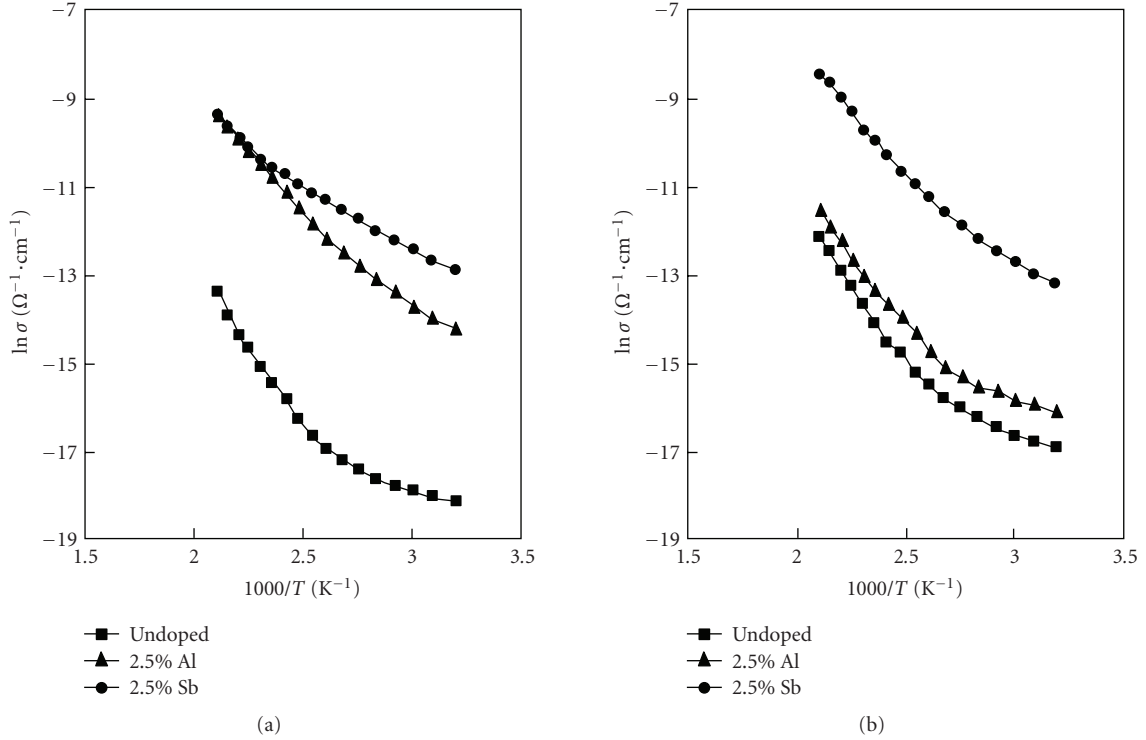 −7
−9
−11
−13
−15
−17
−19
ln σ (Ω⁻¹·cm⁻¹)
1.5 2 2.5 3 3.5
1000/T (K⁻¹)
Undoped
2.5% Al
2.5% Sb
(a)
−7
−9
−11
−13
−15
−17
−19
ln σ (Ω⁻¹·cm⁻¹)
1.5 2 2.5 3 3.5
1000/T (K⁻¹)
Undoped
2.5% Al
2.5% Sb
(b)